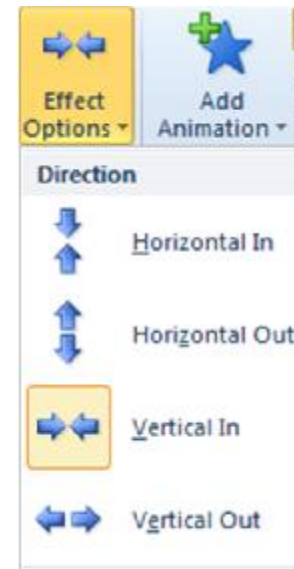 Effect
Options
Add
Animation
Direction
Horizontal In
Horizontal Out
Vertical In
Vertical Out